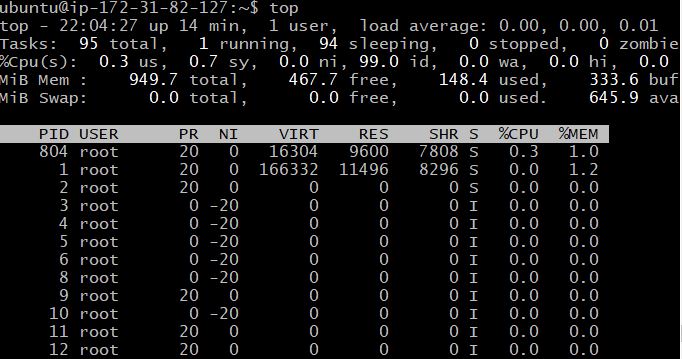 ubuntu@ip-172-31-82-127:~$ top
top - 22:04:27 up 14 min,  1 user,  load average: 0.00, 0.00, 0.01
Tasks:  95 total,   1 running,  94 sleeping,   0 stopped,   0 zombie
%Cpu(s):  0.3 us,  0.7 sy,  0.0 ni, 99.0 id,  0.0 wa,  0.0 hi,  0.0
MiB Mem :    949.7 total,    467.7 free,    148.4 used,    333.6 buf
MiB Swap:      0.0 total,      0.0 free,      0.0 used.    645.9 ava
PID USER      PR  NI    VIRT    RES    SHR S  %CPU  %MEM
804 root      20   0   16304   9600   7808 S   0.3   1.0
1 root      20   0  166332  11496   8296 S   0.0   1.2
2 root      20   0       0      0      0 S   0.0   0.0
3 root       0 -20       0      0      0 I   0.0   0.0
4 root       0 -20       0      0      0 I   0.0   0.0
5 root       0 -20       0      0      0 I   0.0   0.0
6 root       0 -20       0      0      0 I   0.0   0.0
8 root       0 -20       0      0      0 I   0.0   0.0
9 root      20   0       0      0      0 I   0.0   0.0
10 root       0 -20       0      0      0 I   0.0   0.0
11 root      20   0       0      0      0 I   0.0   0.0
12 root      20   0       0      0      0 I   0.0   0.0